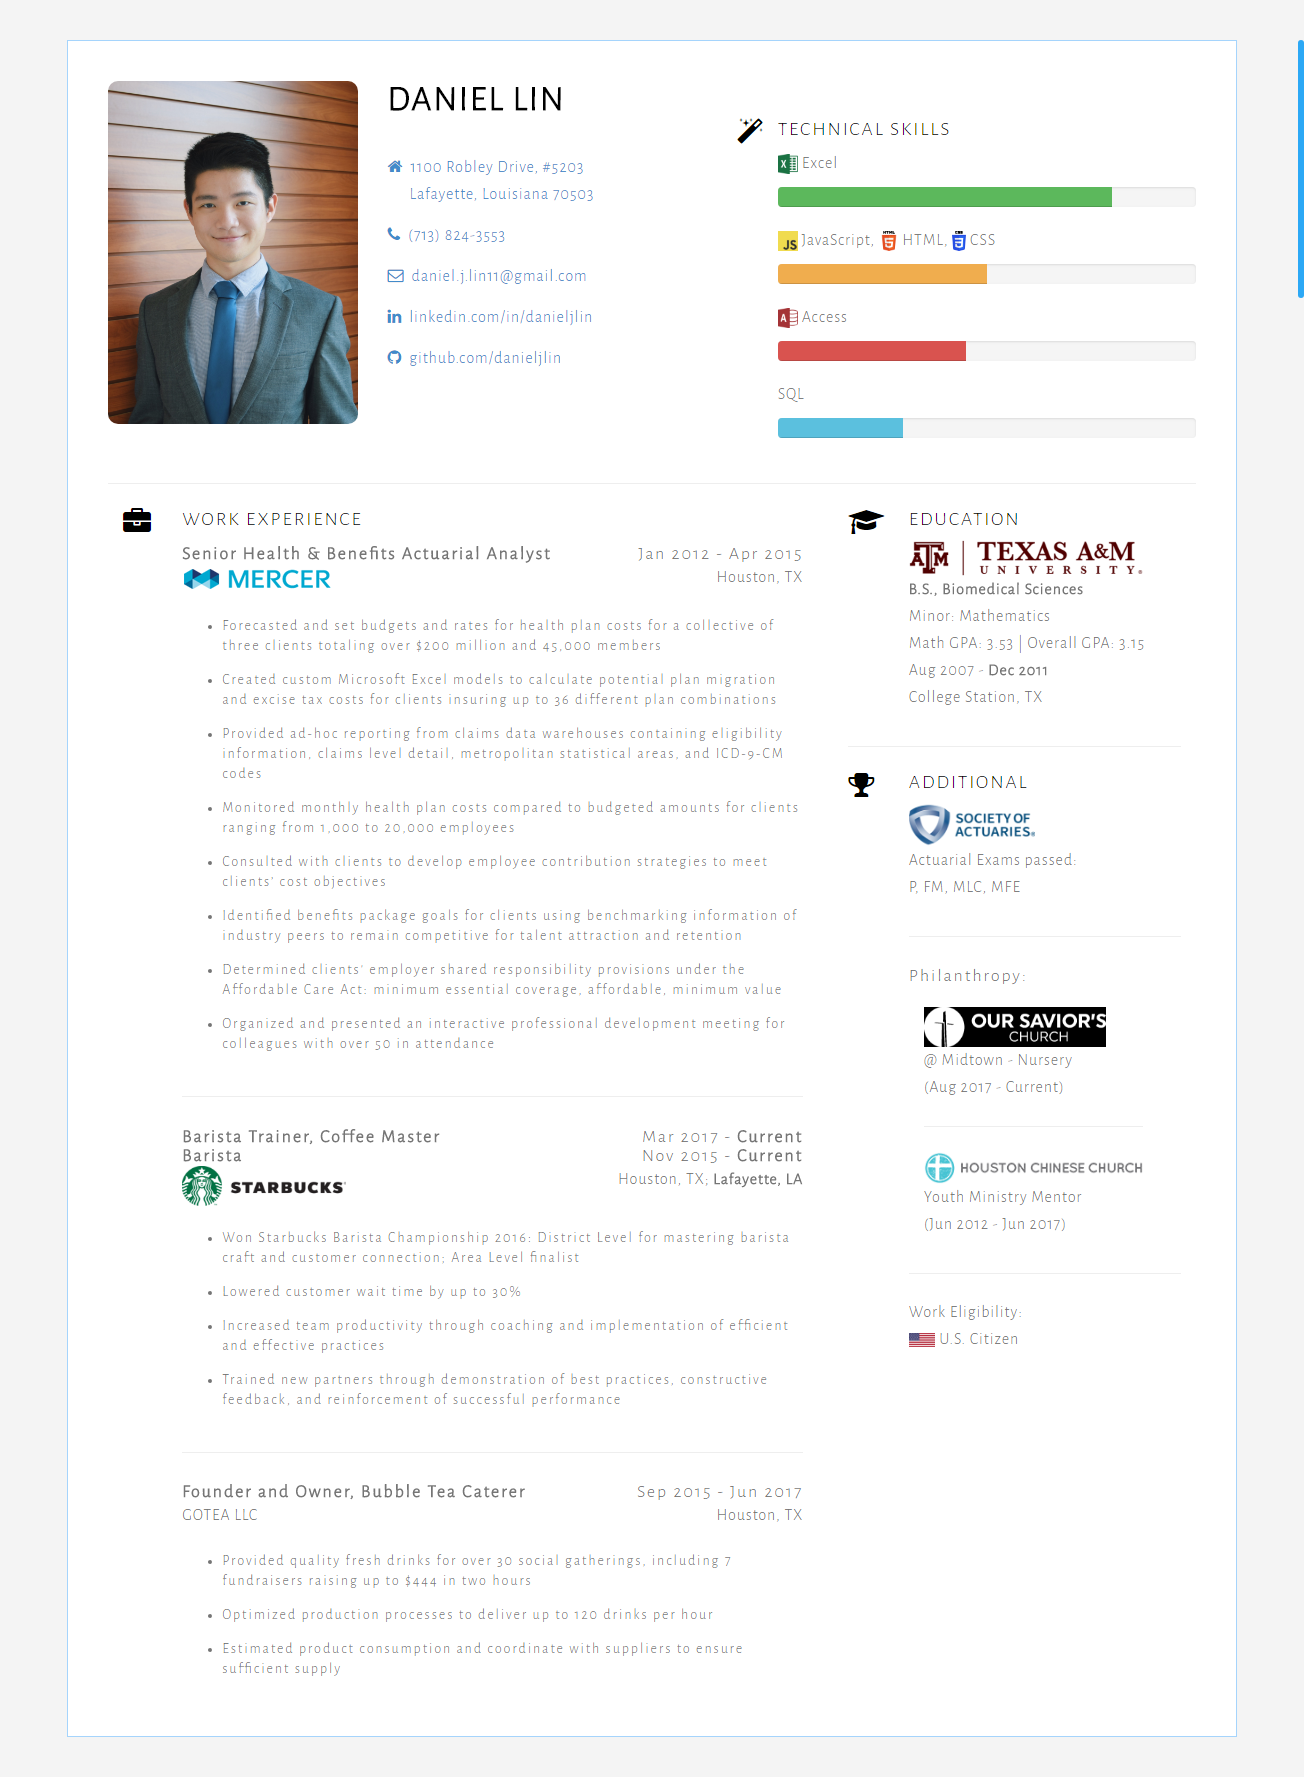 DANIEL LIN
1100 Robley Drive, #5203
Lafayette, Louisiana 70503
(713) 824-3553
daniel.j.lin11@gmail.com
linkedin.com/in/danieljlin
github.com/danieljlin
TECHNICAL SKILLS
X Excel
JS JavaScript, HTML 5 HTML, CSS 3 CSS
A Access
SQL
WORK EXPERIENCE
Senior Health & Benefits Actuarial Analyst Jan 2012 - Apr 2015
MERCER Houston, TX
• Forecasted and set budgets and rates for health plan costs for a collective of
three clients totaling over $200 million and 45,000 members
• Created custom Microsoft Excel models to calculate potential plan migration
and excise tax costs for clients insuring up to 36 different plan combinations
• Provided ad-hoc reporting from claims data warehouses containing eligibility
information, claims level detail, metropolitan statistical areas, and ICD-9-CM
codes
• Monitored monthly health plan costs compared to budgeted amounts for clients
ranging from 1,000 to 20,000 employees
• Consulted with clients to develop employee contribution strategies to meet
clients' cost objectives
• Identified benefits package goals for clients using benchmarking information of
industry peers to remain competitive for talent attraction and retention
• Determined clients' employer shared responsibility provisions under the
Affordable Care Act: minimum essential coverage, affordable, minimum value
• Organized and presented an interactive professional development meeting for
colleagues with over 50 in attendance
Barista Trainer, Coffee Master Mar 2017 - Current
Barista Nov 2015 - Current
STARBUCKS Houston, TX; Lafayette, LA
• Won Starbucks Barista Championship 2016: District Level for mastering barista
craft and customer connection; Area Level finalist
• Lowered customer wait time by up to 30%
• Increased team productivity through coaching and implementation of efficient
and effective practices
• Trained new partners through demonstration of best practices, constructive
feedback, and reinforcement of successful performance
Founder and Owner, Bubble Tea Caterer Sep 2015 - Jun 2017
GOTEA LLC Houston, TX
• Provided quality fresh drinks for over 30 social gatherings, including 7
fundraisers raising up to $444 in two hours
• Optimized production processes to deliver up to 120 drinks per hour
• Estimated product consumption and coordinate with suppliers to ensure
sufficient supply
EDUCATION
ATM | TEXAS A&M
UNIVERSITY®
B.S., Biomedical Sciences
Minor: Mathematics
Math GPA: 3.53 | Overall GPA: 3.15
Aug 2007 - Dec 2011
College Station, TX
ADDITIONAL
SOCIETY OF
ACTUARIES®
Actuarial Exams passed:
P, FM, MLC, MFE
Philanthropy:
OUR SAVIOR'S
CHURCH
@ Midtown - Nursery
(Aug 2017 - Current)
HOUSTON CHINESE CHURCH
Youth Ministry Mentor
(Jun 2012 - Jun 2017)
Work Eligibility:
U.S. Citizen